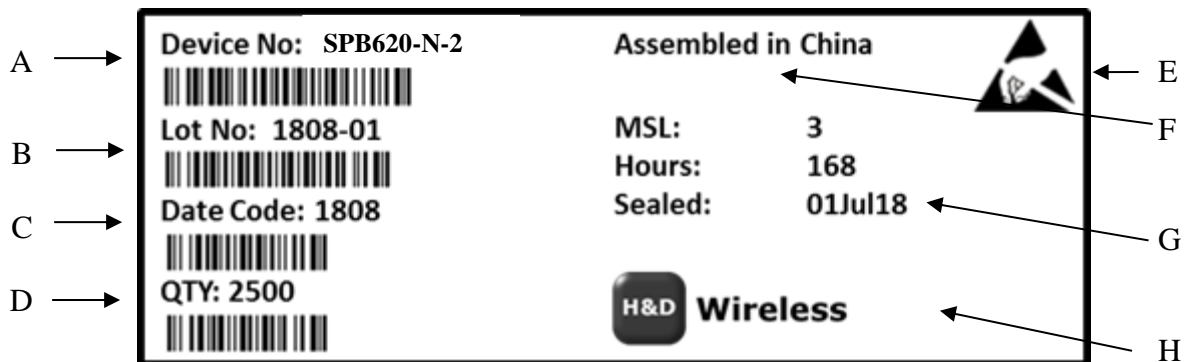 A
Device No: SPB620-N-2
Assembled in China
E
F
B
Lot No: 1808-01
MSL: 3
Hours: 168
C
Date Code: 1808
Sealed: 01Jul18
G
D
QTY: 2500
H&D Wireless
H